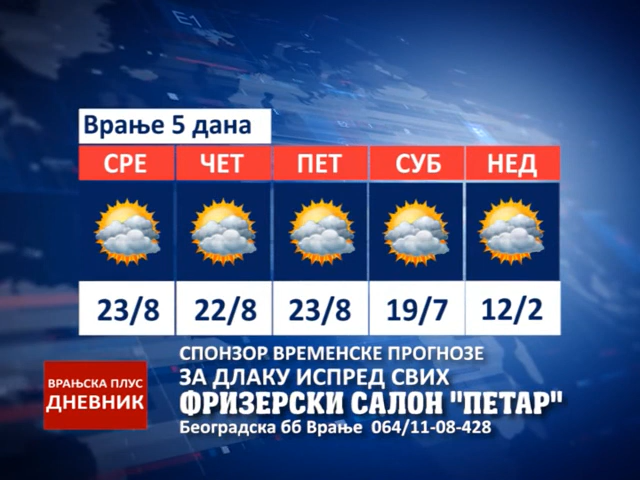 Врање 5 дана
СРЕ ЧЕТ ПЕТ СУБ НЕД
23/8 22/8 23/8 19/7 12/2
ВРАЊСКА ПЛУС
ДНЕВНИК
СПОНЗОР ВРЕМЕНСКЕ ПРОГНОЗЕ
ЗА ДЛАКУ ИСПРЕД СВИХ
ФРИЗЕРСКИ САЛОН "ПЕТАР"
Београдска бб Врање 064/11-08-428